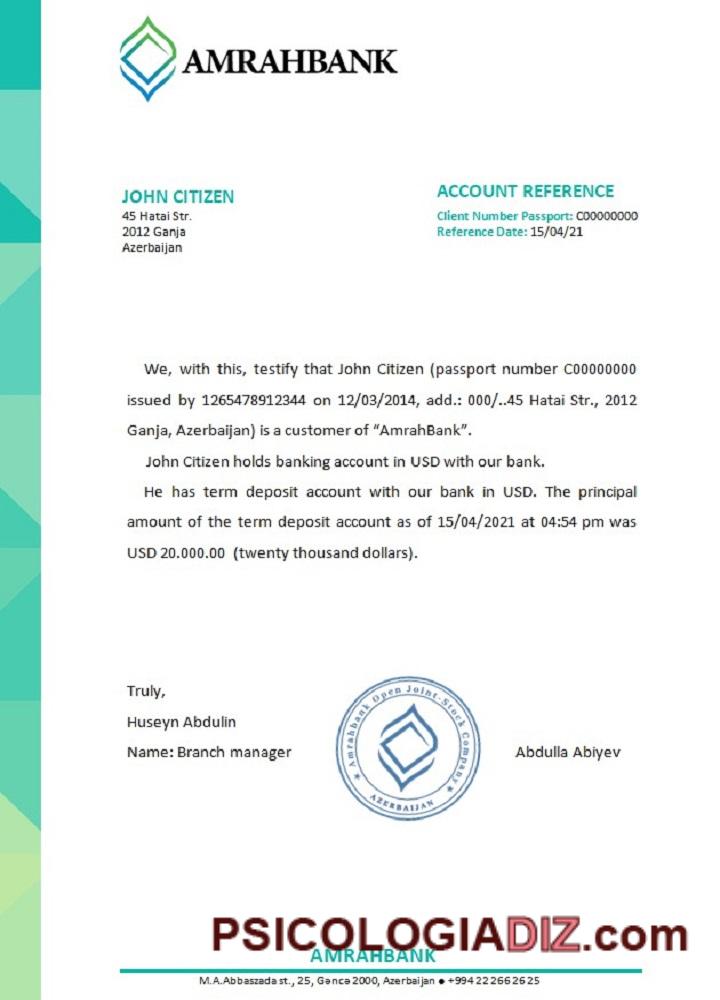 AMRAHBANK
JOHN CITIZEN
45 Hatai Str.
2012 Ganja
Azerbaijan
ACCOUNT REFERENCE
Client Number Passport: C00000000
Reference Date: 15/04/21
We, with this, testify that John Citizen (passport number C00000000
issued by 1265478912344 on 12/03/2014, add.: 000/..45 Hatai Str., 2012
Ganja, Azerbaijan) is a customer of “AmrahBank”.
John Citizen holds banking account in USD with our bank.
He has term deposit account with our bank in USD. The principal
amount of the term deposit account as of 15/04/2021 at 04:54 pm was
USD 20.000.00 (twenty thousand dollars).
Truly,
Huseyn Abdulin
Name: Branch manager
Amrahbank Open Joint-Stock Company
AZERBAIJAN
Abdulla Abiyev
PSICOLOGIADIZ.com
AMRAHBANK
M.A.Abbaszada st., 25, Gəncə 2000, Azerbaijan ● +994 22 266 26 25